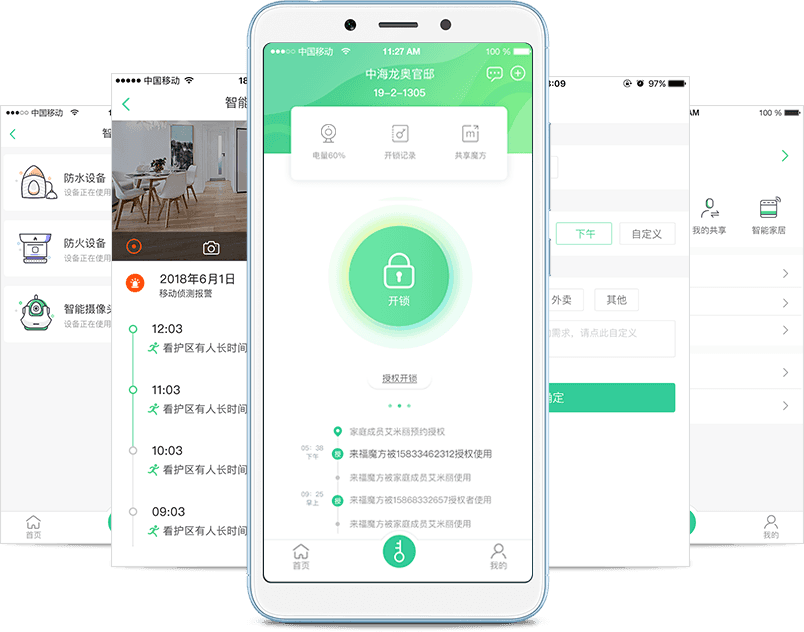 中国移动
智
防水设备
设备正在使用
防火设备
设备正在使用
智能摄像头
设备正在使用
首页
中国移动
18
智能
2018年6月1日
移动侦测报警
12:03
看护区有人长时间
11:03
看护区有人长时间
10:03
看护区有人长时间
09:03
看护区有人长时间
中国移动
11:27 AM
100 %
中海龙奥官邸
19-2-1305
电量60%
开锁记录
共享魔方
开锁
授权开锁
家庭成员艾米丽预约授权
05:38
下午
授
来福魔方被15833462312授权使用
来福魔方被家庭成员艾米丽使用
09:25
早上
授
来福魔方被15868332657授权者使用
来福魔方被家庭成员艾米丽使用
首页
我的
8:09
97%
下午
自定义
外卖
其他
需求，请点此自定义
确定
AM
100 %
我的共享
智能家居
我的